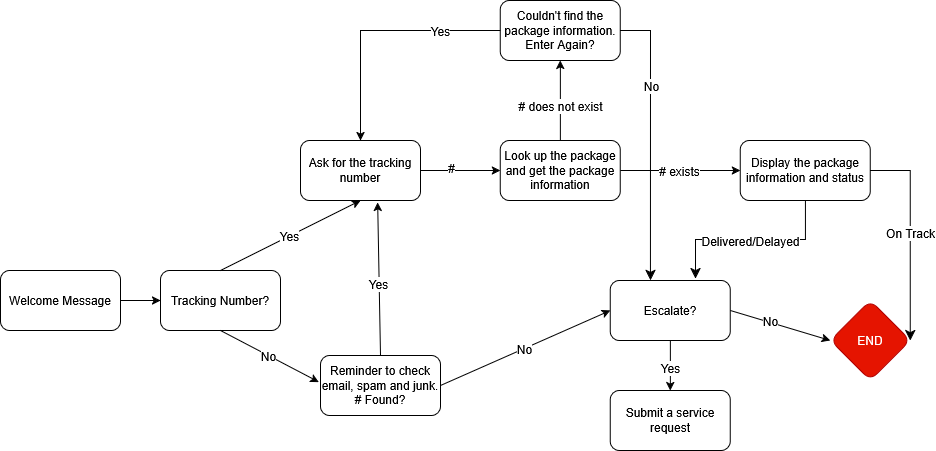 Couldn't find the
package information.
Enter Again?
Yes
No
# does not exist
Ask for the tracking
number
#
Look up the package
and get the package
information
# exists
Display the package
information and status
Yes
Delivered/Delayed
On Track
Welcome Message
Tracking Number?
Yes
Escalate?
No
END
No
No
Reminder to check
email, spam and junk.
# Found?
Yes
Submit a service
request